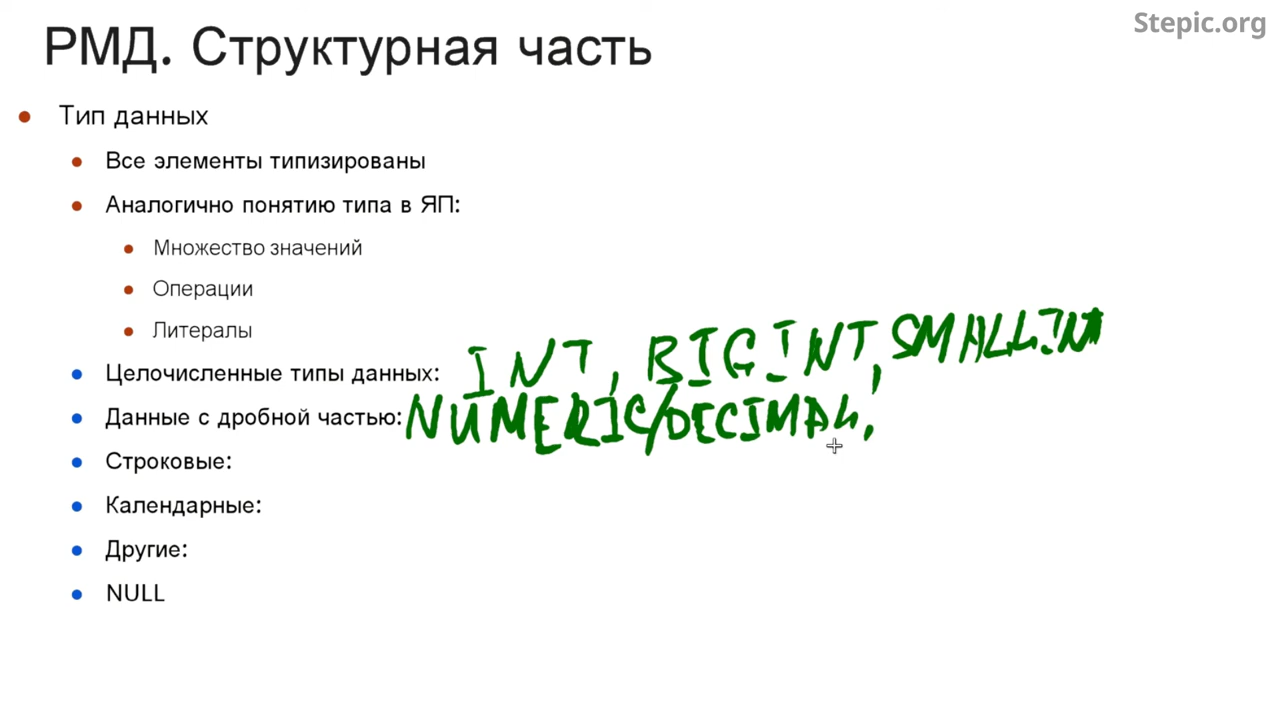 Stepic.org
РМД. Структурная часть
Тип данных
Все элементы типизированы
Аналогично понятию типа в ЯП:
Множество значений
Операции
Литералы
Целочисленные типы данных: INT, BIGINT, SMALLINT
Данные с дробной частью: NUMERIC/DECIMAL,
Строковые:
Календарные:
Другие:
NULL